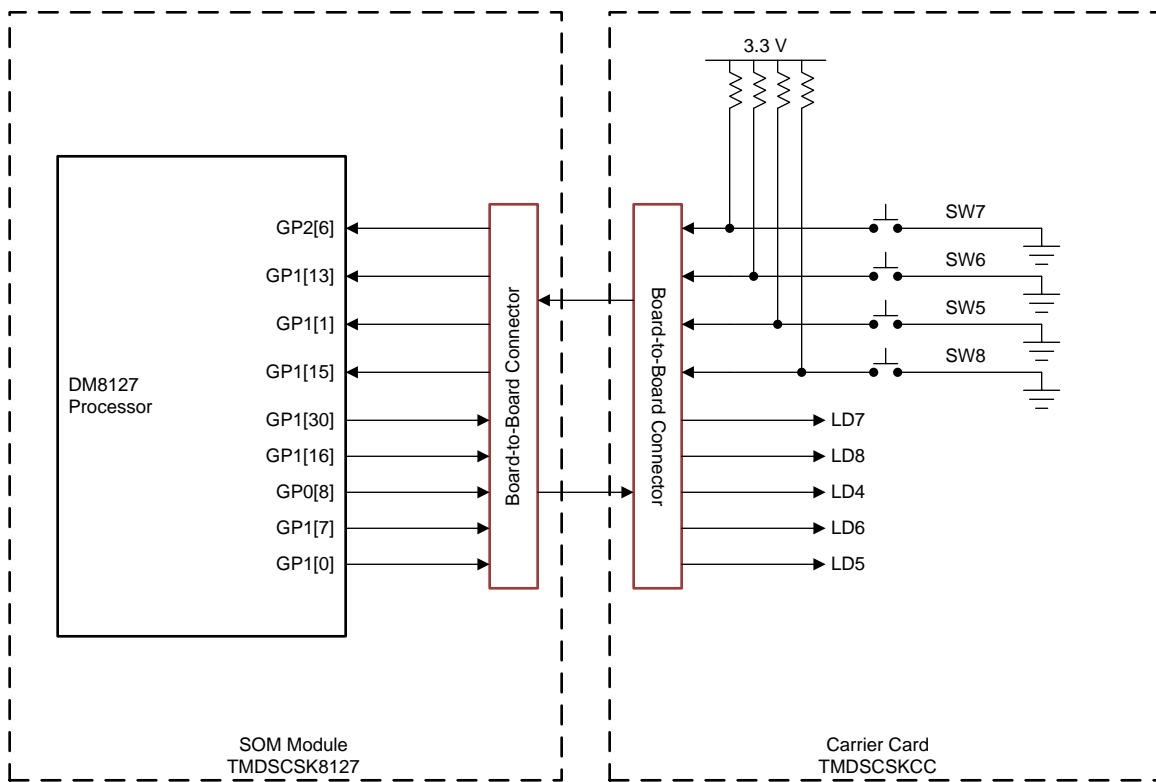 3.3 V
GP2[6]
GP1[13]
GP1[1]
GP1[15]
GP1[30]
GP1[16]
GP0[8]
GP1[7]
GP1[0]
DM8127
Processor
Board-to-Board Connector
Board-to-Board Connector
SW7
SW6
SW5
SW8
LD7
LD8
LD4
LD6
LD5
SOM Module
TMDSCSK8127
Carrier Card
TMDSCSKCC